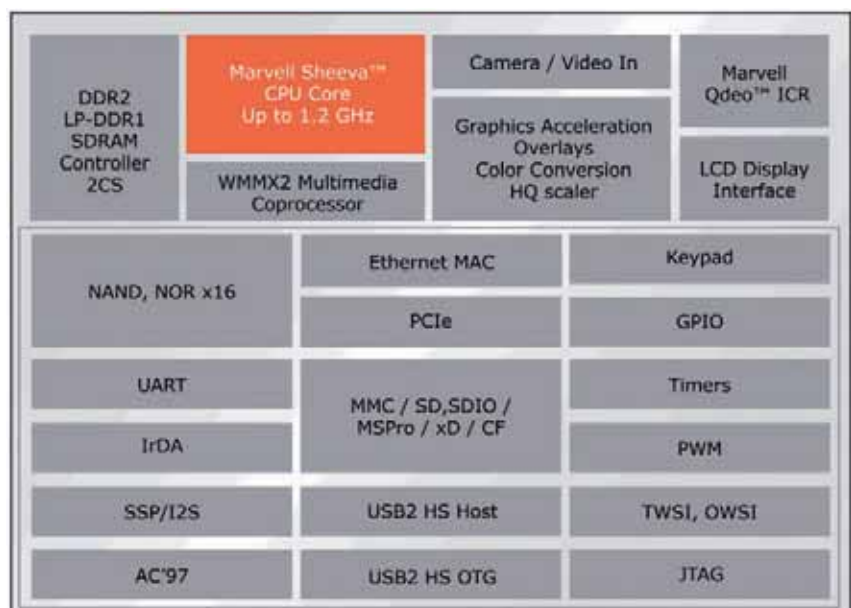 DDR2
LP-DDR1
SDRAM
Controller
2CS
Marvell Sheeva™
CPU Core
Up to 1.2 GHz
WMMX2 Multimedia
Coprocessor
Camera / Video In
Graphics Acceleration
Overlays
Color Conversion
HQ scaler
Marvell
Qdeo™ ICR
LCD Display
Interface
NAND, NOR x16
Ethernet MAC
Keypad
PCIe
GPIO
UART
MMC / SD,SDIO /
MSPro / xD / CF
Timers
IrDA
PWM
SSP/I2S
USB2 HS Host
TWSI, OWSI
AC'97
USB2 HS OTG
JTAG